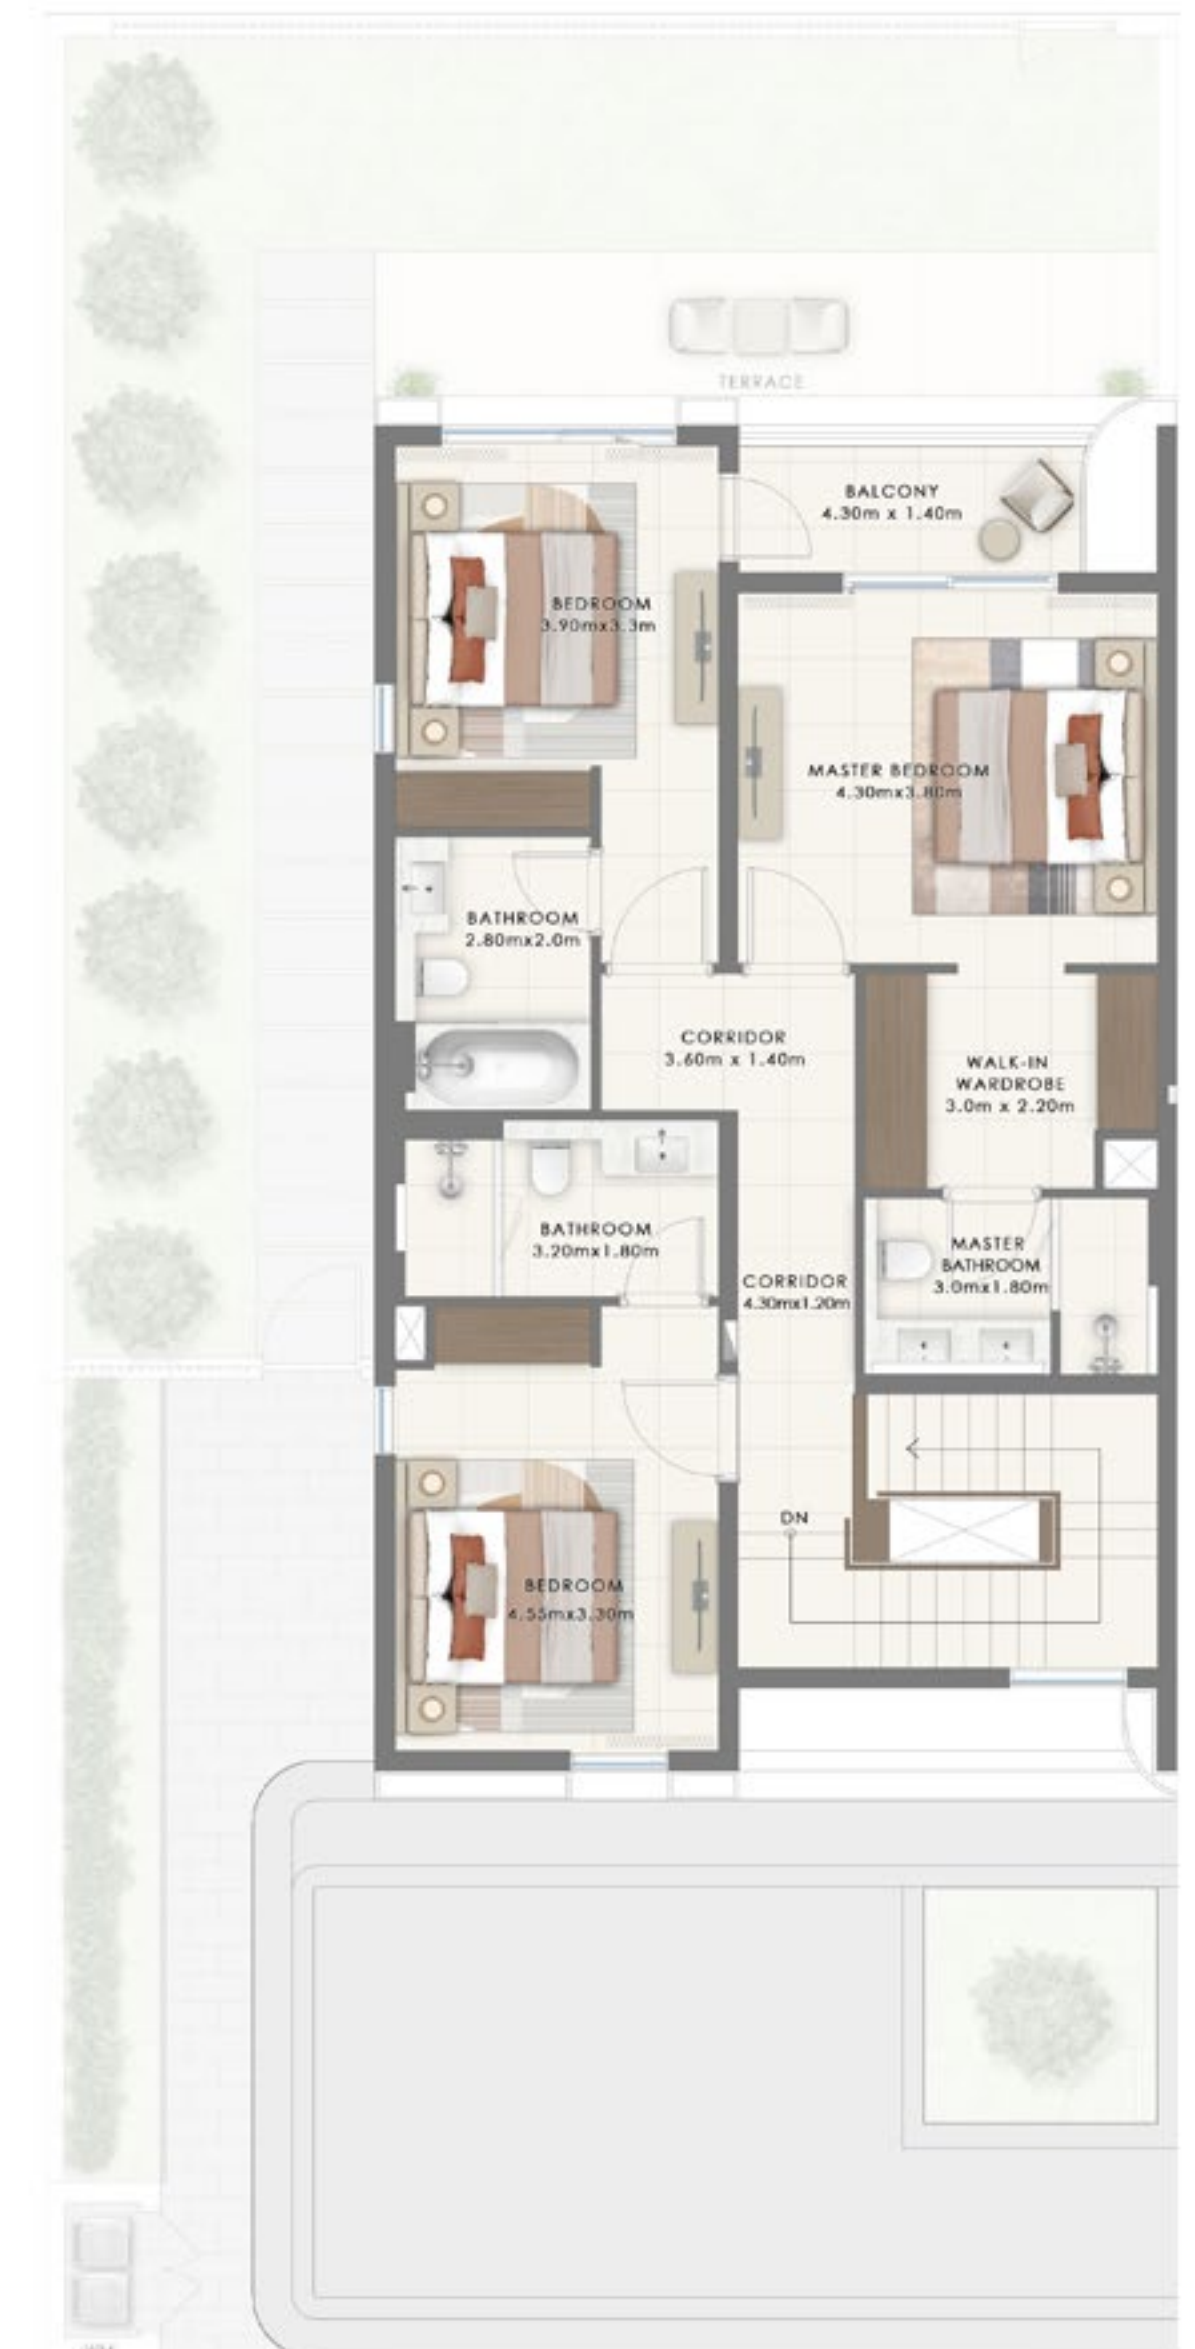 TERRACE
BALCONY
4.30m x 1.40m
BEDROOM
3.90mx3.3m
MASTER BEDROOM
4.30mx3.80m
BATHROOM
2.80mx2.0m
CORRIDOR
3.60m x 1.40m
WALK-IN
WARDROBE
3.0m x 2.20m
BATHROOM
3.20mx1.80m
MASTER
BATHROOM
3.0mx1.80m
CORRIDOR
4.30mx1.20m
DN
BEDROOM
4.55mx3.30m